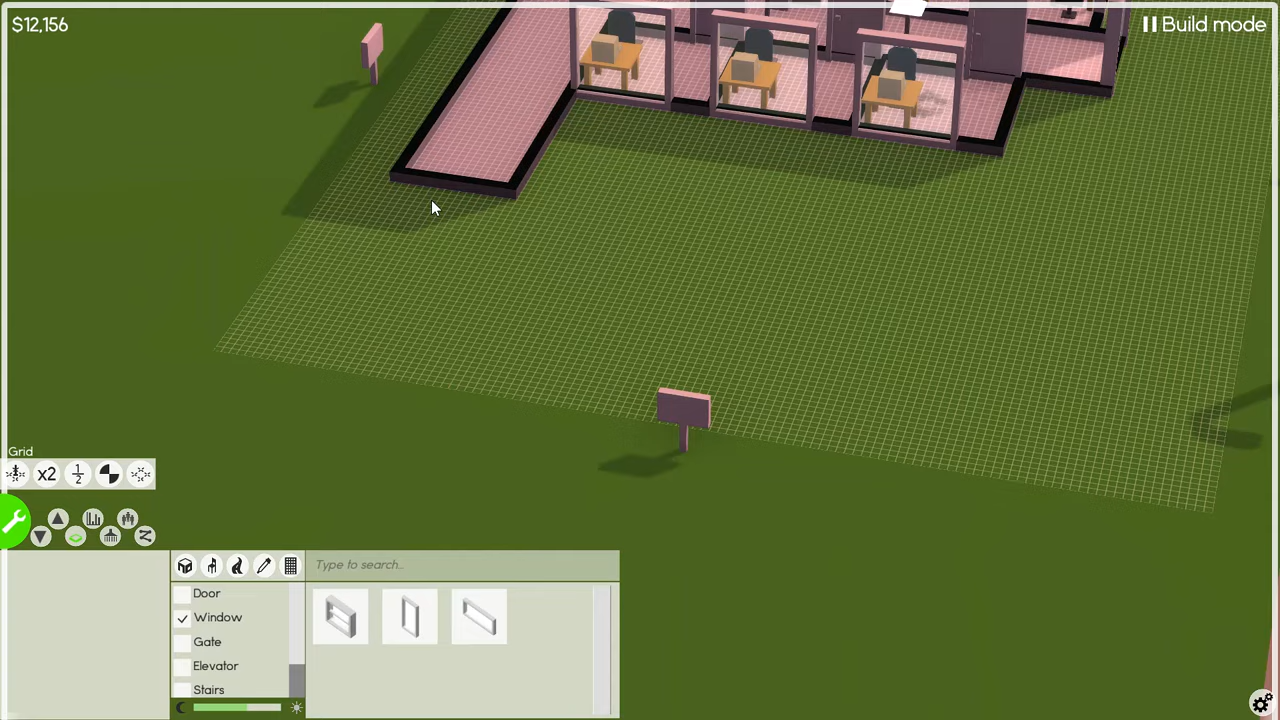 $12,156
Build mode
Grid
x2
1/2
Type to search...
Door
Window
Gate
Elevator
Stairs